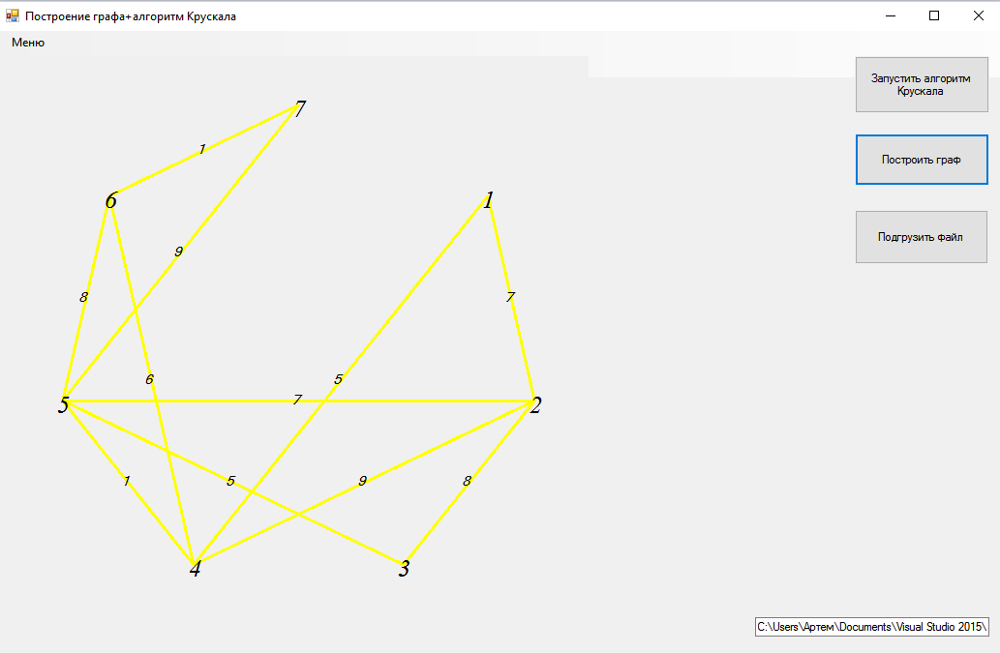 Построение графа+алгоритм Крускала
Меню
Запустить алгоритм
Крускала
7
1
Построить граф
6
1
Подгрузить файл
9
8
7
6
5
7
5
2
1
5
9
8
4
3
C:\Users\Артем\Documents\Visual Studio 2015\